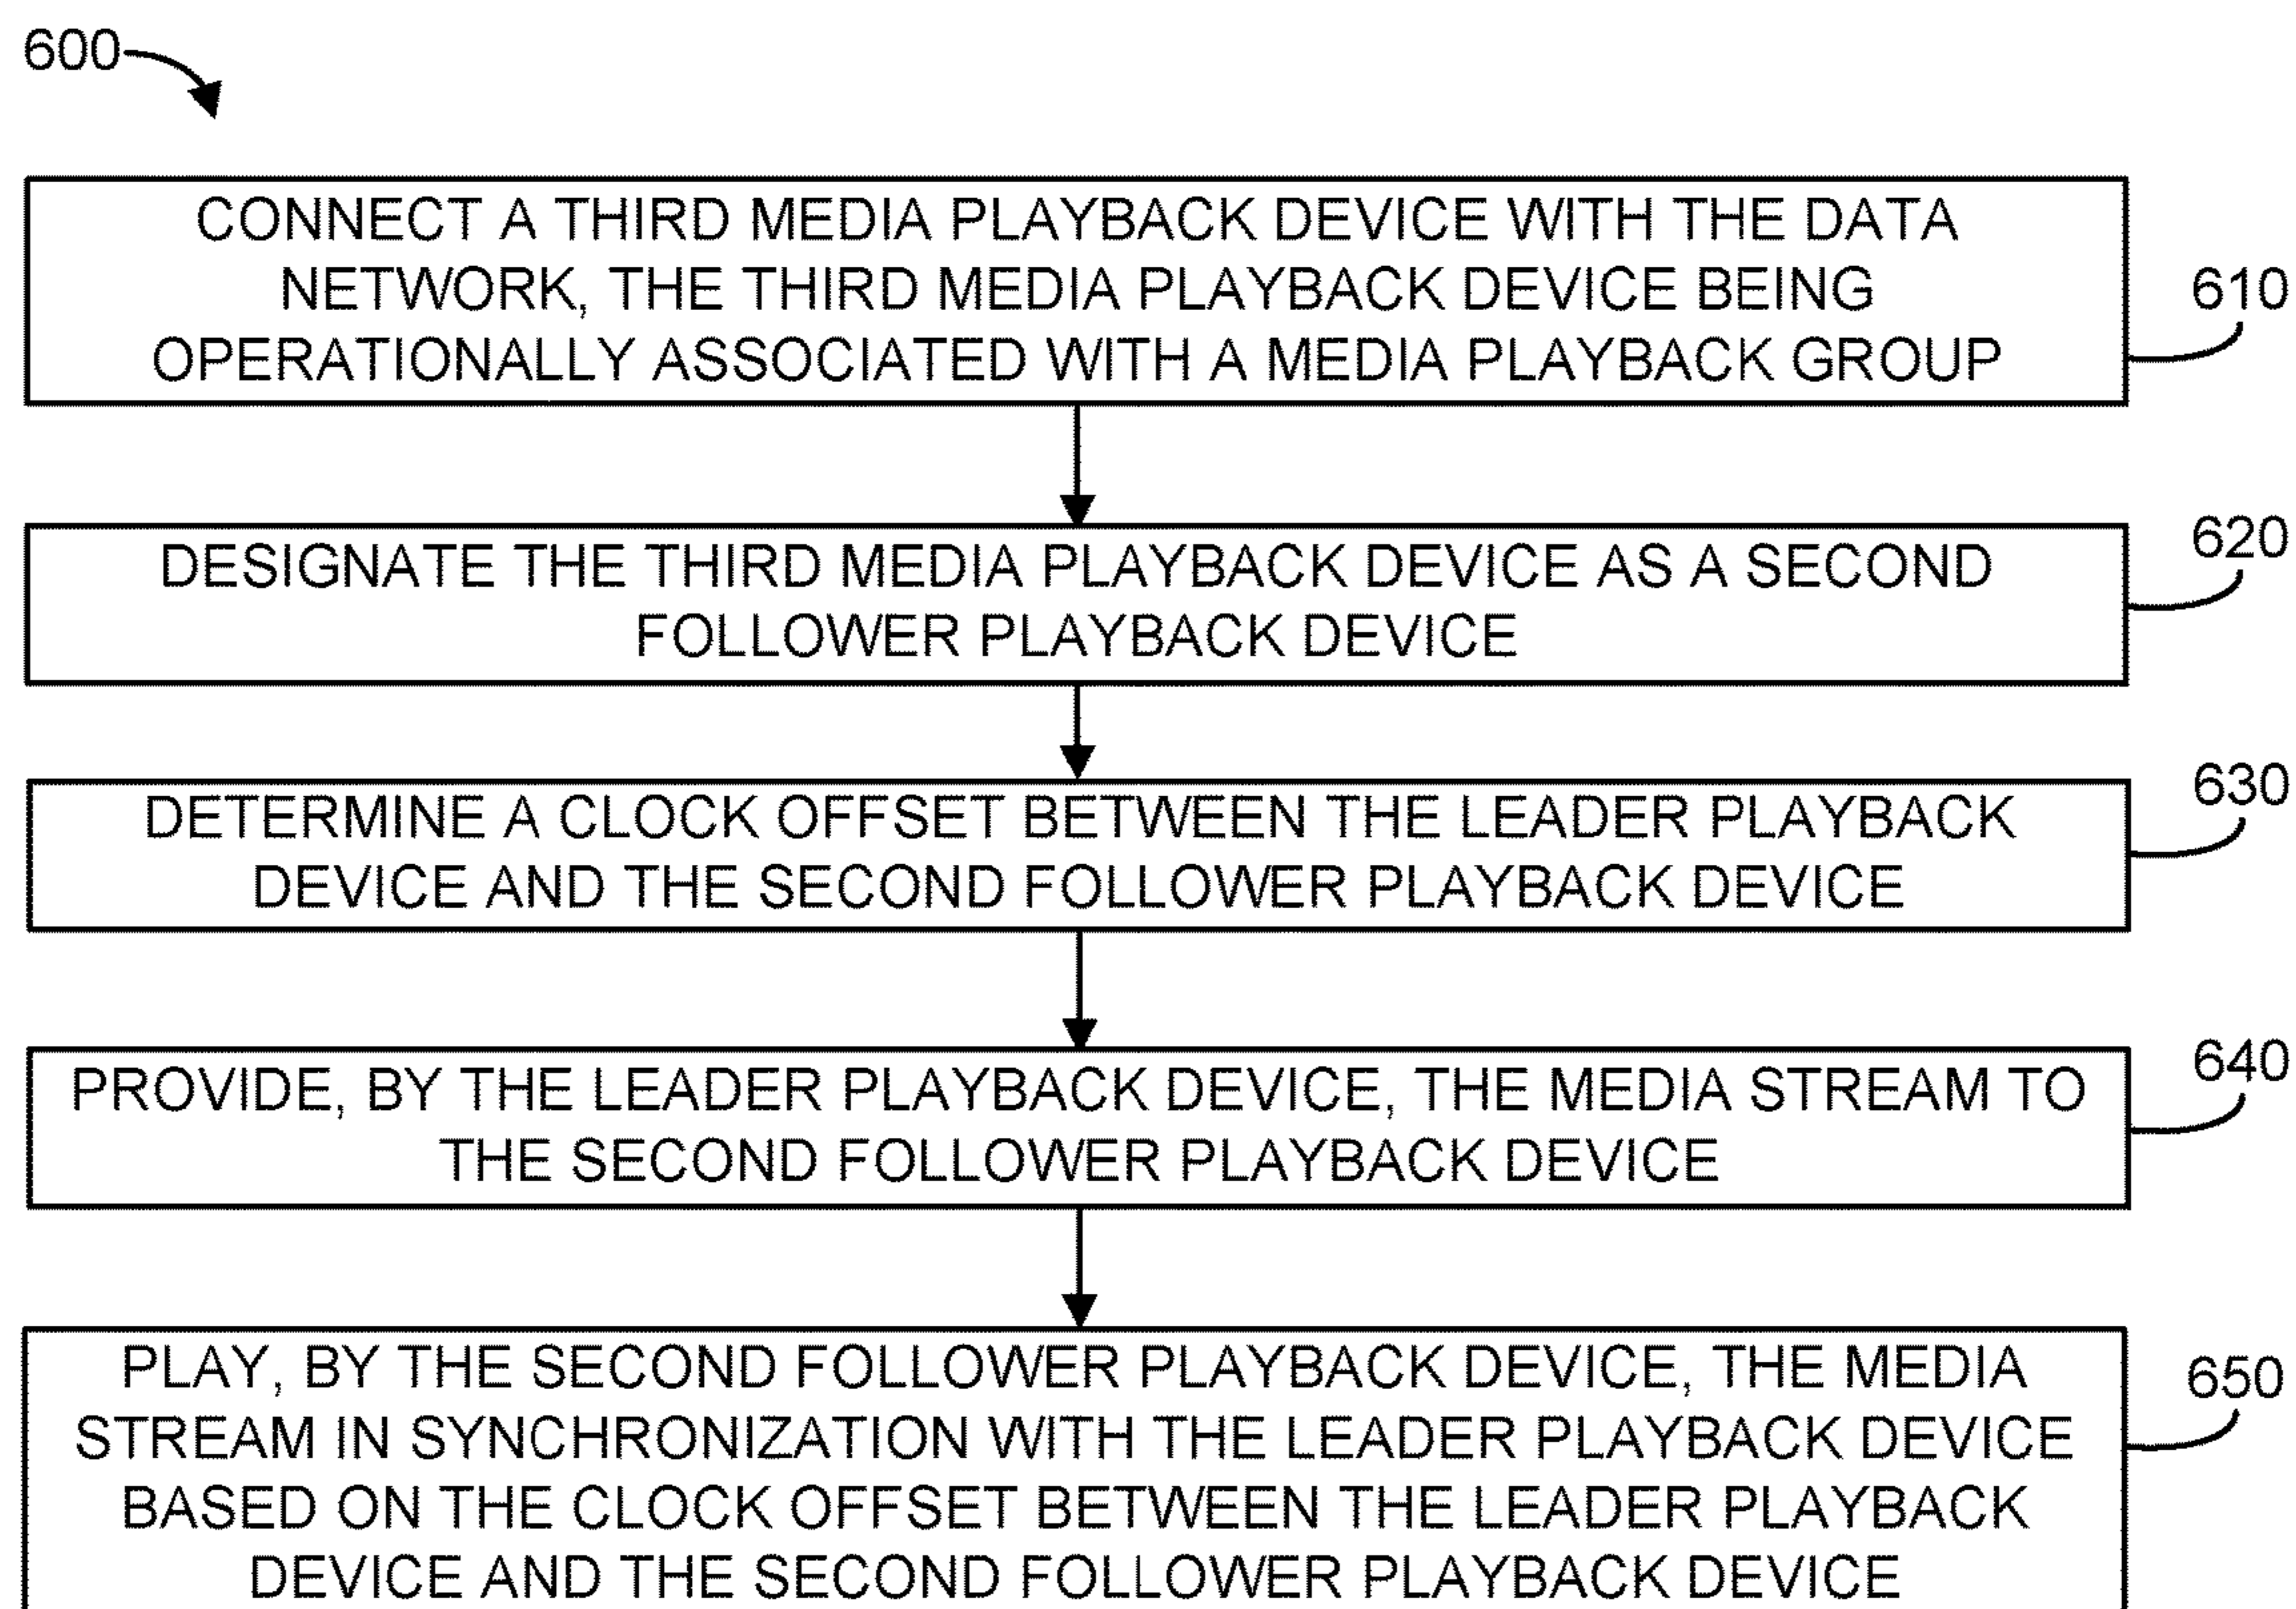 600
CONNECT A THIRD MEDIA PLAYBACK DEVICE WITH THE DATA
NETWORK, THE THIRD MEDIA PLAYBACK DEVICE BEING
OPERATIONALLY ASSOCIATED WITH A MEDIA PLAYBACK GROUP
610
DESIGNATE THE THIRD MEDIA PLAYBACK DEVICE AS A SECOND
FOLLOWER PLAYBACK DEVICE
620
DETERMINE A CLOCK OFFSET BETWEEN THE LEADER PLAYBACK
DEVICE AND THE SECOND FOLLOWER PLAYBACK DEVICE
630
PROVIDE, BY THE LEADER PLAYBACK DEVICE, THE MEDIA STREAM TO
THE SECOND FOLLOWER PLAYBACK DEVICE
640
PLAY, BY THE SECOND FOLLOWER PLAYBACK DEVICE, THE MEDIA
STREAM IN SYNCHRONIZATION WITH THE LEADER PLAYBACK DEVICE
BASED ON THE CLOCK OFFSET BETWEEN THE LEADER PLAYBACK
DEVICE AND THE SECOND FOLLOWER PLAYBACK DEVICE
650